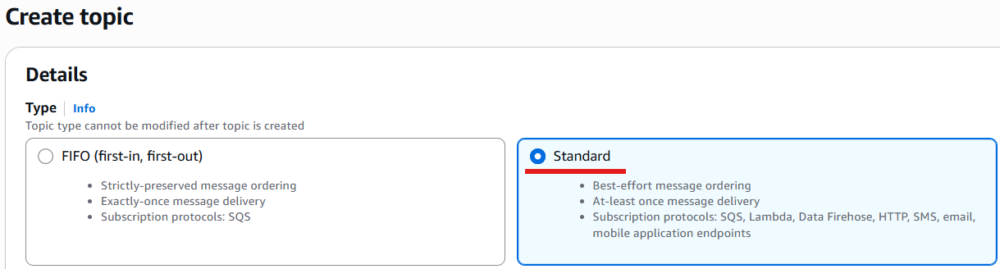 Create topic
Details
Type Info
Topic type cannot be modified after topic is created
FIFO (first-in, first-out)
• Strictly-preserved message ordering
• Exactly-once message delivery
• Subscription protocols: SQS
Standard
• Best-effort message ordering
• At-least once message delivery
• Subscription protocols: SQS, Lambda, Data Firehose, HTTP, SMS, email,
mobile application endpoints